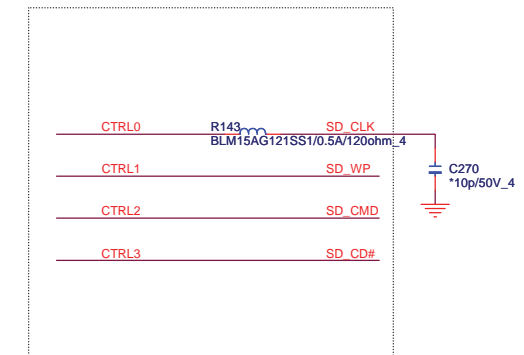 CTRL0 R143 SD_CLK
BLM15AG121SS1/0.5A/120ohm_4
CTRL1 SD_WP C270
*10p/50V_4
CTRL2 SD_CMD
CTRL3 SD_CD#